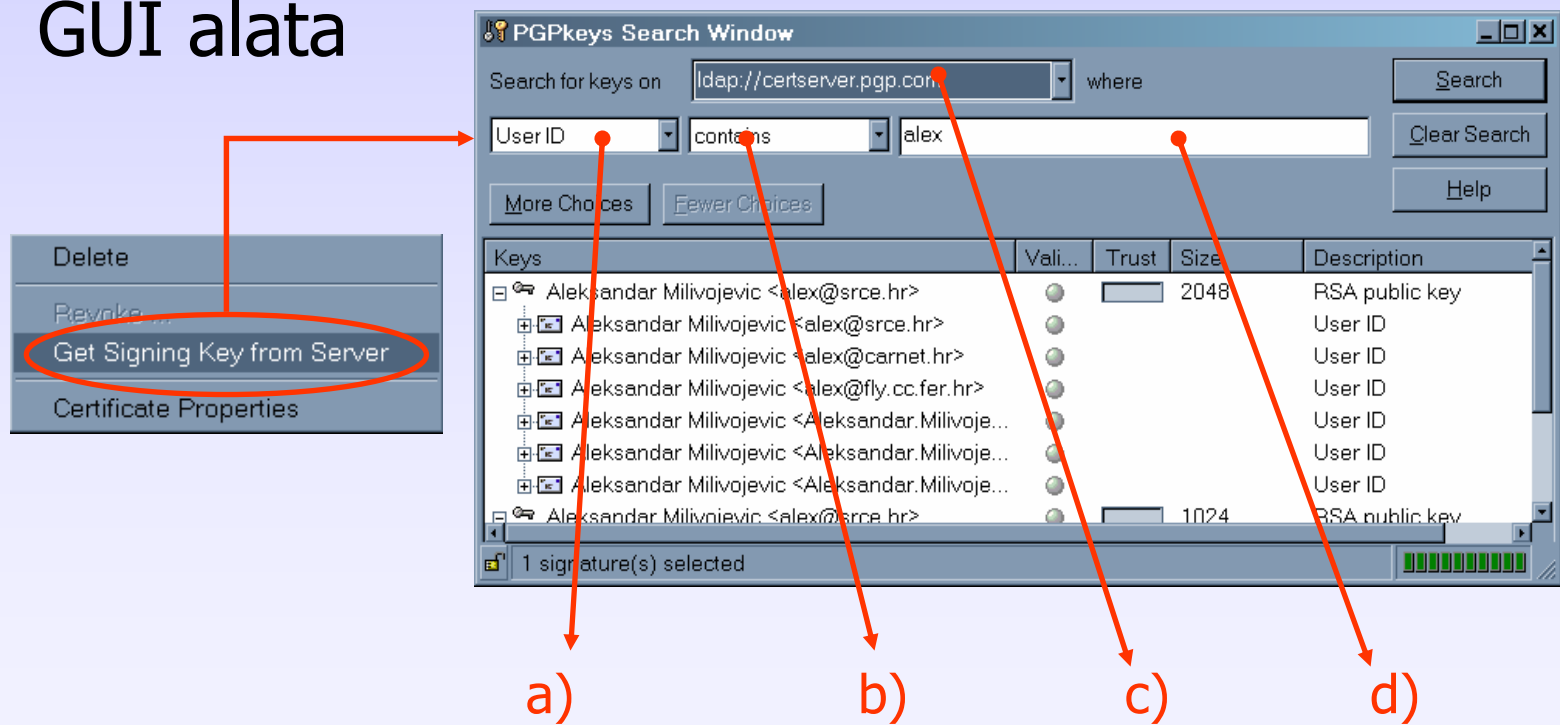 GUI alata
PGPkeys Search Window
Search for keys on ldap://certserver.pgp.com where Search
User ID contains alex Clear Search
More Choices Fewer Choices Help
Delete
Revoke ...
Get Signing Key from Server
Certificate Properties
Keys Vali... Trust Size Description
Aleksandar Milivojevic <alex@srce.hr> 2048 RSA public key
Aleksandar Milivojevic <alex@srce.hr> User ID
Aleksandar Milivojevic <alex@carnet.hr> User ID
Aleksandar Milivojevic <alex@fly.cc.fer.hr> User ID
Aleksandar Milivojevic <Aleksandar.Milivoje... User ID
Aleksandar Milivojevic <Aleksandar.Milivoje... User ID
Aleksandar Milivojevic <Aleksandar.Milivoje... User ID
Aleksandar Milivojevic <alex@srce.hr> 1024 RSA public key
1 signature(s) selected
a) b) c) d)